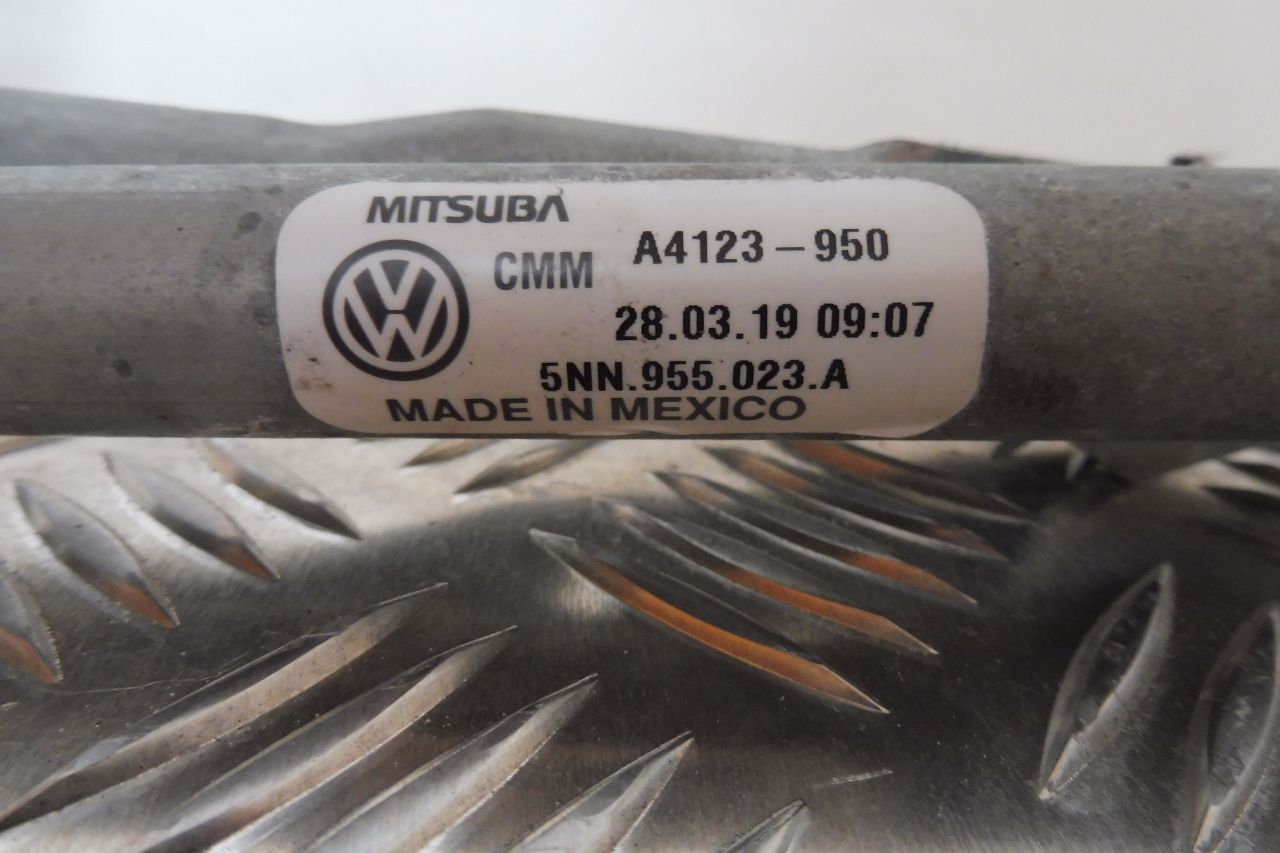 MITSUBA
CMM A4123-950
28.03.19 09:07
5NN.955.023.A
MADE IN MEXICO